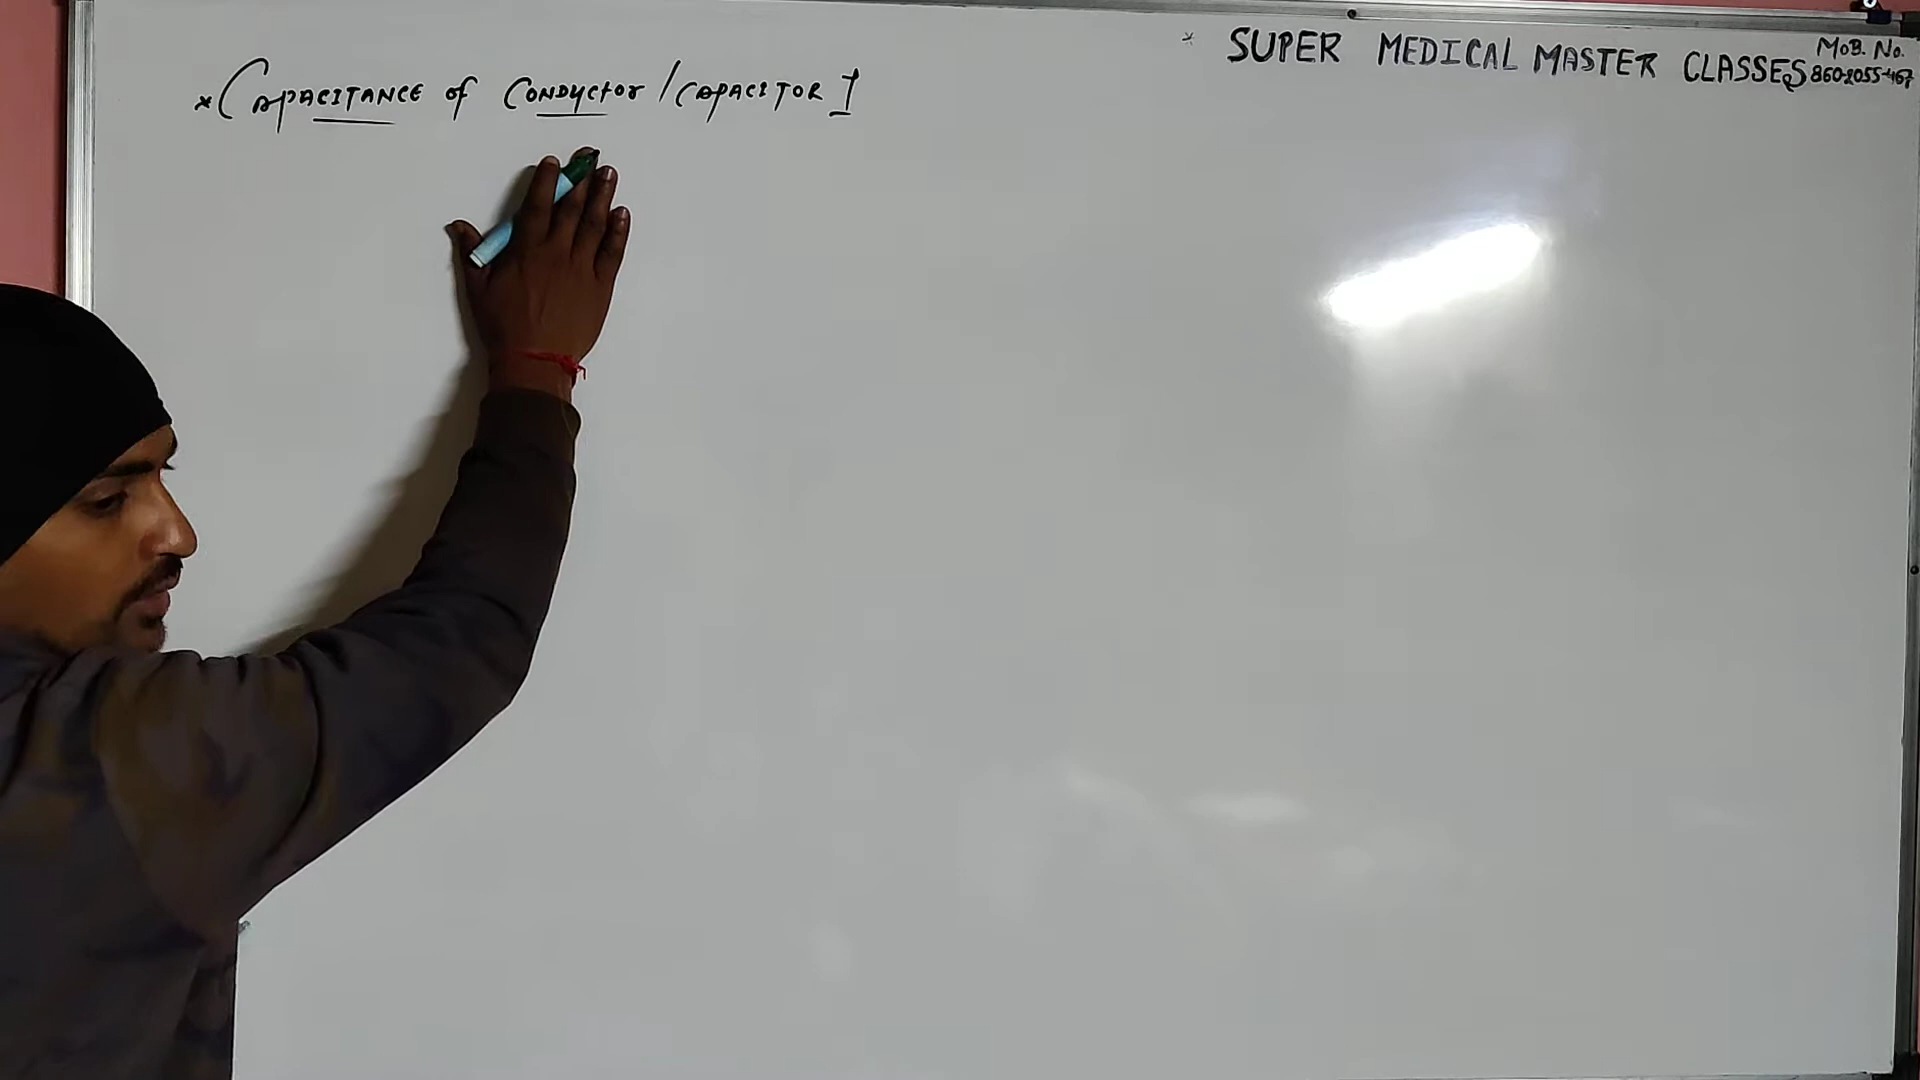 * CAPACITANCE of CONDUCTOR / CAPACITOR ]
* SUPER MEDICAL MASTER CLASSES
MOB. No.
860-2055-467